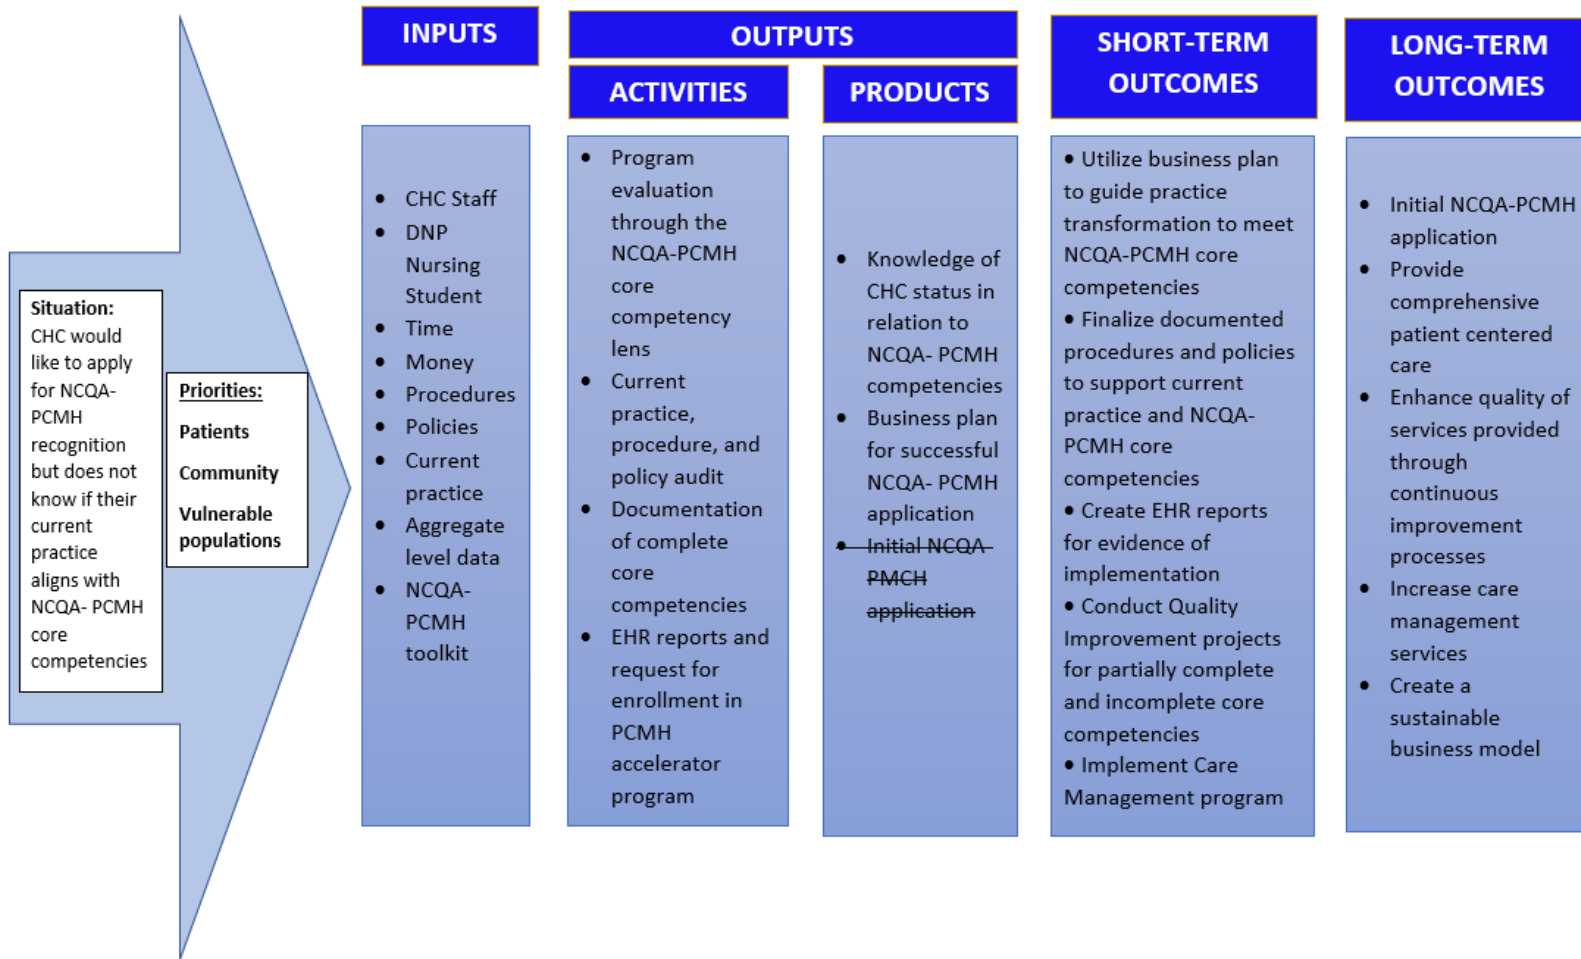 INPUTS
OUTPUTS
ACTIVITIES
PRODUCTS
SHORT-TERM
OUTCOMES
LONG-TERM
OUTCOMES
Situation:
CHC would
like to apply
for NCQA-
PCMH
recognition
but does not
know if their
current
practice
aligns with
NCQA- PCMH
core
competencies
Priorities:
Patients
Community
Vulnerable
populations
• CHC Staff
• DNP
Nursing
Student
• Time
• Money
• Procedures
• Policies
• Current
practice
• Aggregate
level data
• NCQA-
PCMH
toolkit
• Program
evaluation
through the
NCQA-PCMH
core
competency
lens
• Current
practice,
procedure, and
policy audit
• Documentation
of complete
core
competencies
• EHR reports and
request for
enrollment in
PCMH
accelerator
program
• Knowledge of
CHC status in
relation to
NCQA- PCMH
competencies
• Business plan
for successful
NCQA- PCMH
application
• Initial NCQA
PMCH
application
• Utilize business plan
to guide practice
transformation to meet
NCQA-PCMH core
competencies
• Finalize documented
procedures and policies
to support current
practice and NCQA-
PCMH core
competencies
• Create EHR reports
for evidence of
implementation
• Conduct Quality
Improvement projects
for partially complete
and incomplete core
competencies
• Implement Care
Management program
• Initial NCQA-PCMH
application
• Provide
comprehensive
patient centered
care
• Enhance quality of
services provided
through
continuous
improvement
processes
• Increase care
management
services
• Create a
sustainable
business model